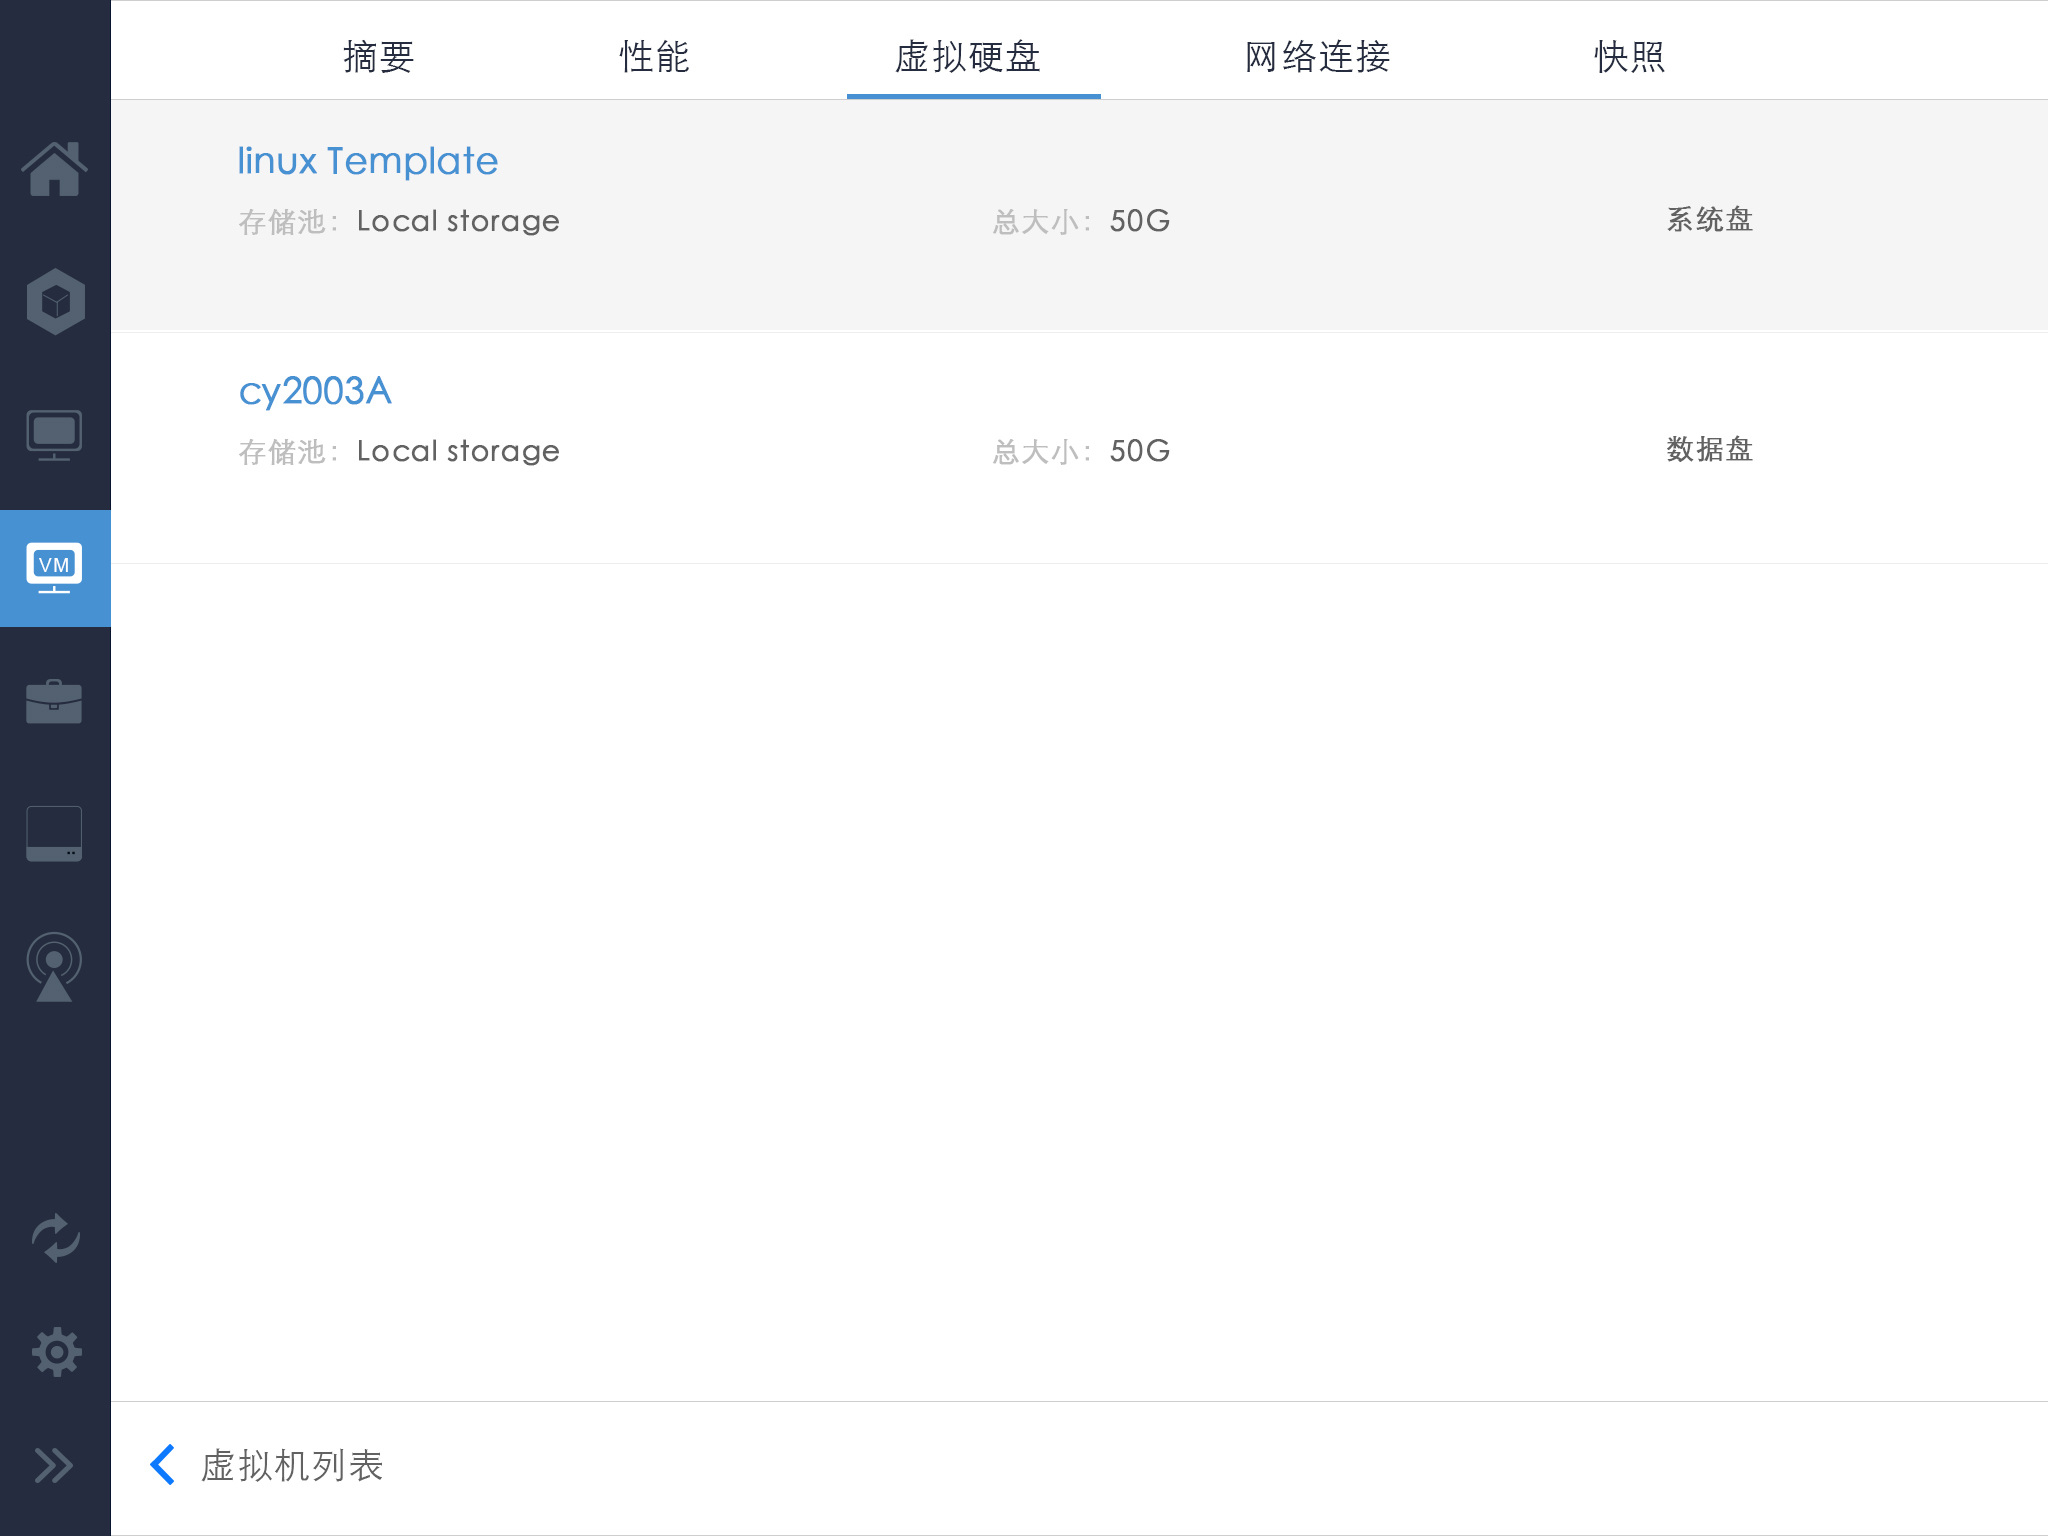 摘要 性能 虚拟硬盘 网络连接 快照
linux Template
存储池： Local storage 总大小： 50G 系统盘
cy2003A
存储池： Local storage 总大小： 50G 数据盘
VM
虚拟机列表